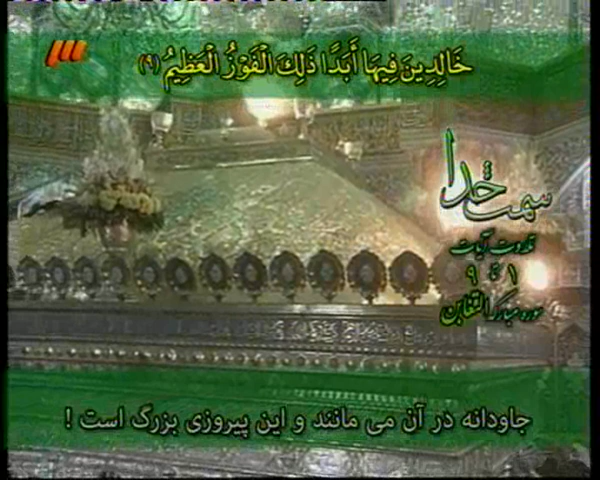 خَالِدِينَ فِيهَا أَبَدًا ذَلِكَ الْفَوْزُ الْعَظِيمُ (۹)
سمت خدا
تلاوت آیات
۱ تا ۹
سوره مبارکه التغابن
جاودانه در آن می مانند و این پیروزی بزرگ است !